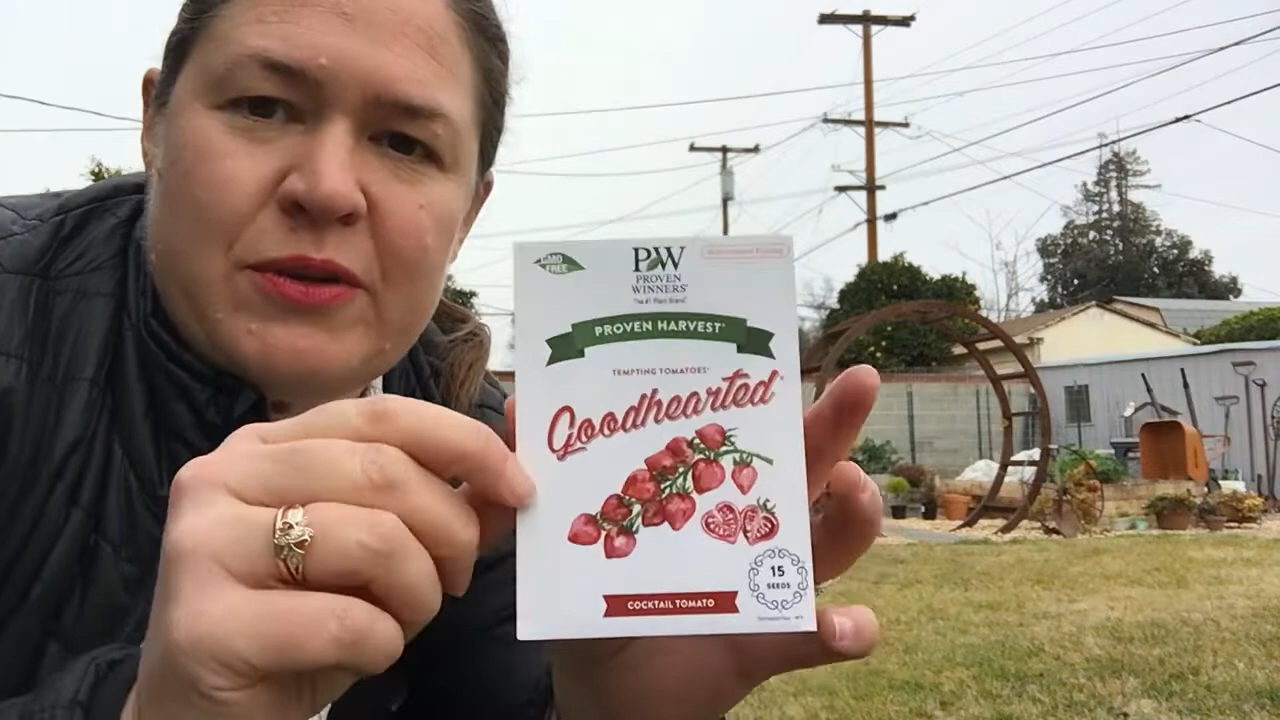 GMO
FREE
PW
PROVEN
WINNERS®
The #1 Plant Brand®
PROVEN HARVEST®
TEMPTING TOMATOES®
Goodhearted
COCKTAIL TOMATO
15
SEEDS